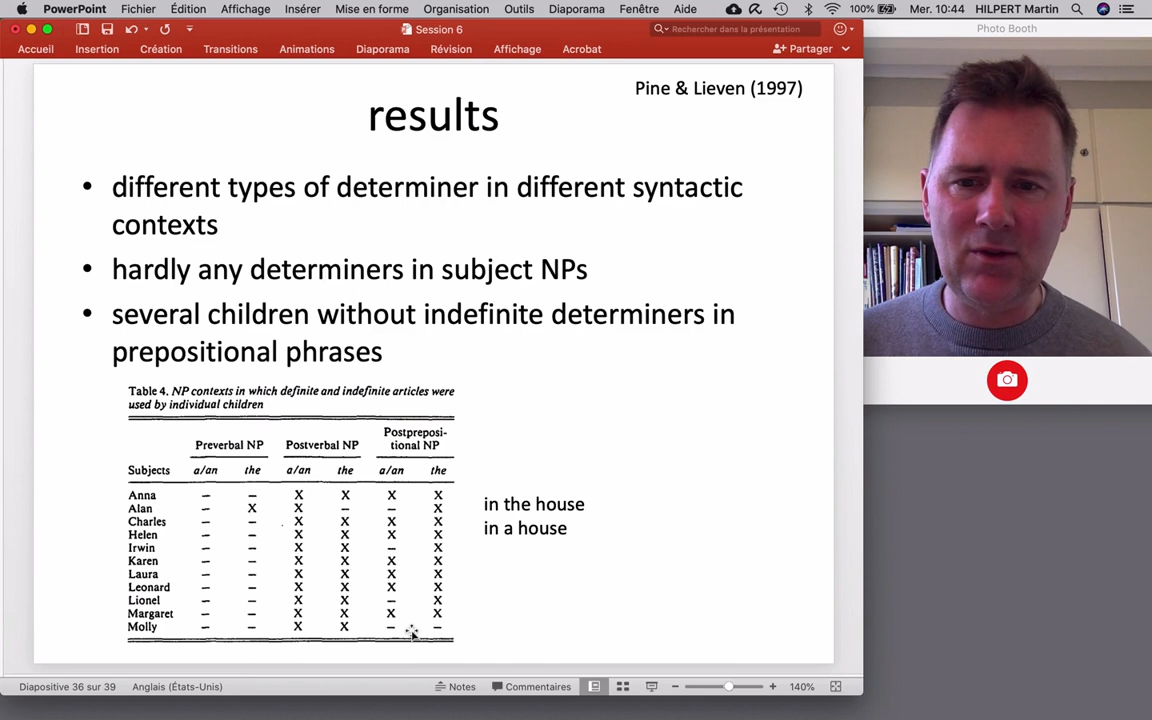 PowerPoint Fichier Édition Affichage Insérer Mise en forme Organisation Outils Diaporama Fenêtre Aide 100% Mer. 10:44 HILPERT Martin
Session 6
Rechercher dans la présentation
Photo Booth
Accueil Insertion Création Transitions Animations Diaporama Révision Affichage Acrobat Partager
Pine & Lieven (1997)
results
• different types of determiner in different syntactic
contexts
• hardly any determiners in subject NPs
• several children without indefinite determiners in
prepositional phrases
Table 4. NP contexts in which definite and indefinite articles were
used by individual children
Preverbal NP Postverbal NP Postpreposi-
tional NP
Subjects a/an the a/an the a/an the
Anna – – X X X X
Alan – X X – – X
Charles – – X X X X
Helen – – X X X X
Irwin – – X X – X
Karen – – X X X X
Laura – – X X X X
Leonard – – X X X X
Lionel – – X X – X
Margaret – – X X X X
Molly – – X X – –
in the house
in a house
Diapositive 36 sur 39 Anglais (États-Unis) Notes Commentaires 140%